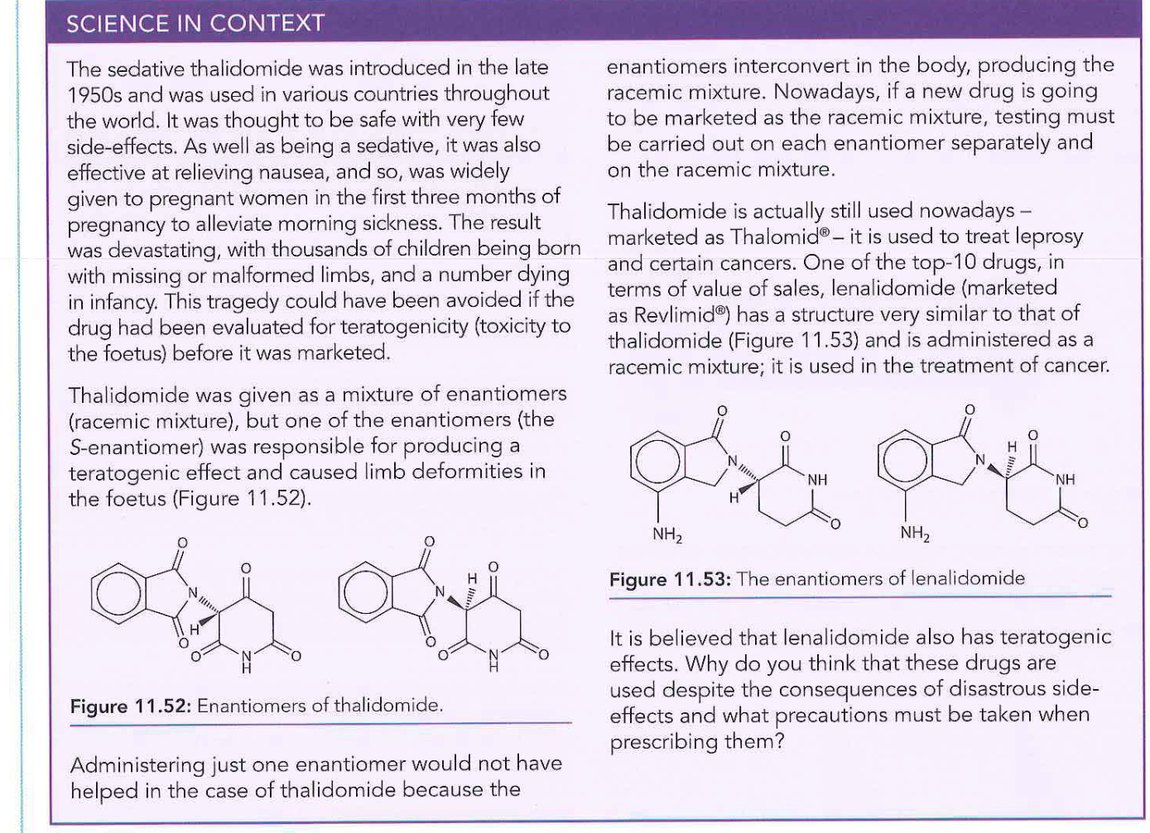 SCIENCE IN CONTEXT
The sedative thalidomide was introduced in the late
1950s and was used in various countries throughout
the world. It was thought to be safe with very few
side-effects. As well as being a sedative, it was also
effective at relieving nausea, and so, was widely
given to pregnant women in the first three months of
pregnancy to alleviate morning sickness. The result
was devastating, with thousands of children being born
with missing or malformed limbs, and a number dying
in infancy. This tragedy could have been avoided if the
drug had been evaluated for teratogenicity (toxicity to
the foetus) before it was marketed.
Thalidomide was given as a mixture of enantiomers
(racemic mixture), but one of the enantiomers (the
S-enantiomer) was responsible for producing a
teratogenic effect and caused limb deformities in
the foetus (Figure 11.52).
O O O O
N N H
H
O O O O O O
N N
H H
Figure 11.52: Enantiomers of thalidomide.
Administering just one enantiomer would not have
helped in the case of thalidomide because the
enantiomers interconvert in the body, producing the
racemic mixture. Nowadays, if a new drug is going
to be marketed as the racemic mixture, testing must
be carried out on each enantiomer separately and
on the racemic mixture.
Thalidomide is actually still used nowadays –
marketed as Thalomid® – it is used to treat leprosy
and certain cancers. One of the top-10 drugs, in
terms of value of sales, lenalidomide (marketed
as Revlimid®) has a structure very similar to that of
thalidomide (Figure 11.53) and is administered as a
racemic mixture; it is used in the treatment of cancer.
O O O O
N N H
H NH NH
O O
NH₂ NH₂
Figure 11.53: The enantiomers of lenalidomide
It is believed that lenalidomide also has teratogenic
effects. Why do you think that these drugs are
used despite the consequences of disastrous side-
effects and what precautions must be taken when
prescribing them?